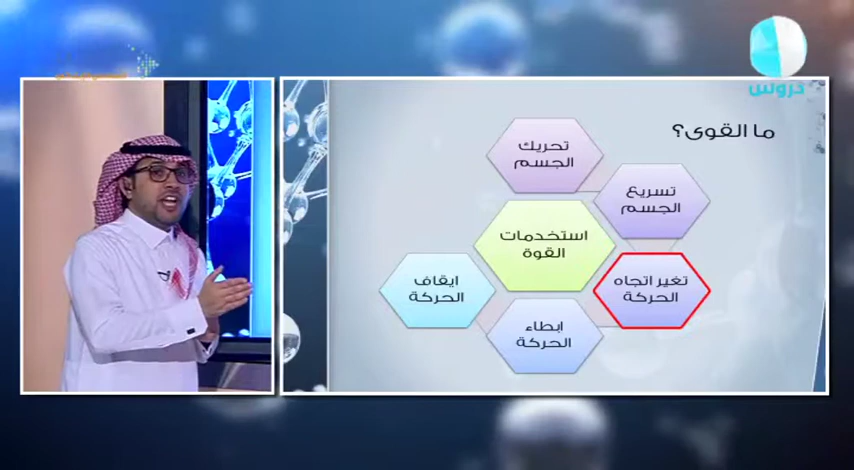 دروس
ما القوى؟
تحريك
الجسم
تسريع
الجسم
استخدمات
القوة
تغير اتجاه
الحركة
ايقاف
الحركة
ابطاء
الحركة